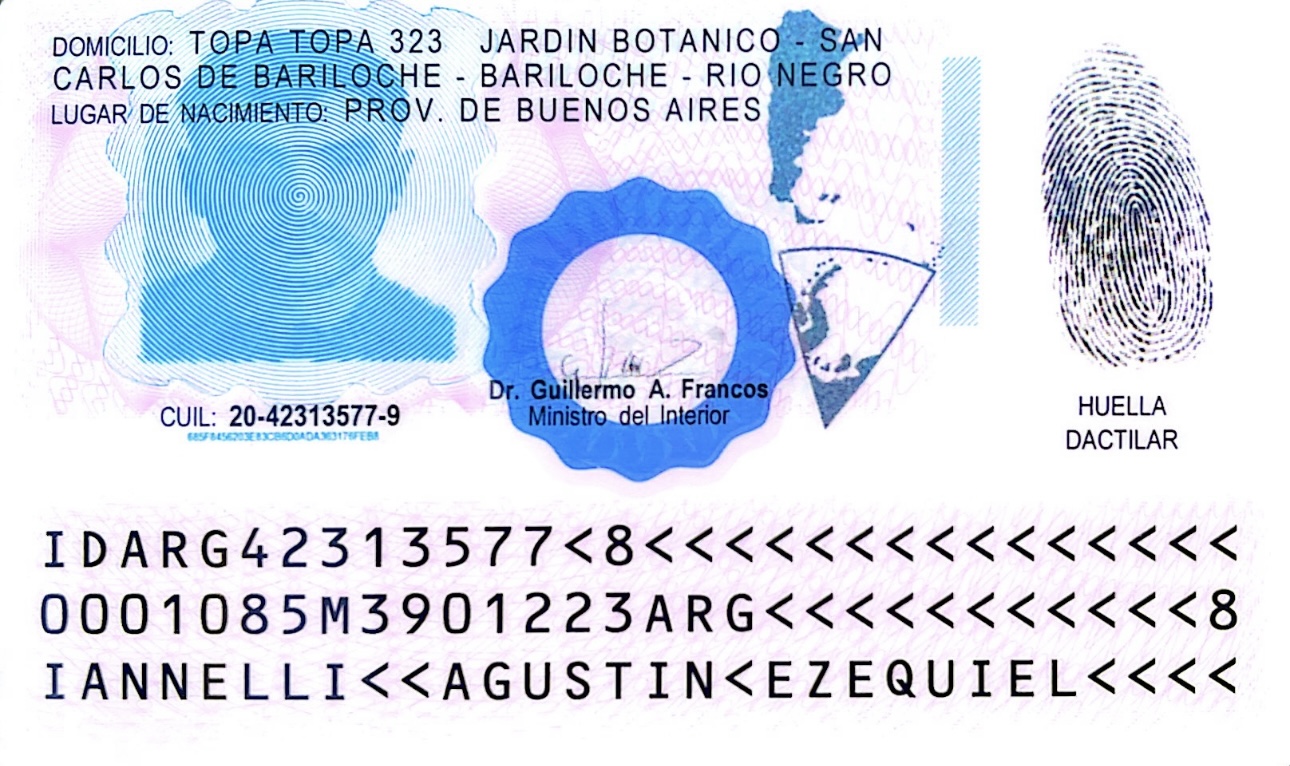 DOMICILIO: TOPA TOPA 323 JARDIN BOTANICO - SAN
CARLOS DE BARILOCHE - BARILOCHE - RIO NEGRO
LUGAR DE NACIMIENTO: PROV. DE BUENOS AIRES
Dr. Guillermo A. Francos
Ministro del Interior
CUIL: 20-42313577-9
HUELLA
DACTILAR
IDARG42313577<8<<<<<<<<<<<<<<<
0001085M3901223ARG<<<<<<<<<<<8
IANNELLI<<AGUSTIN<EZEQUIEL<<<<